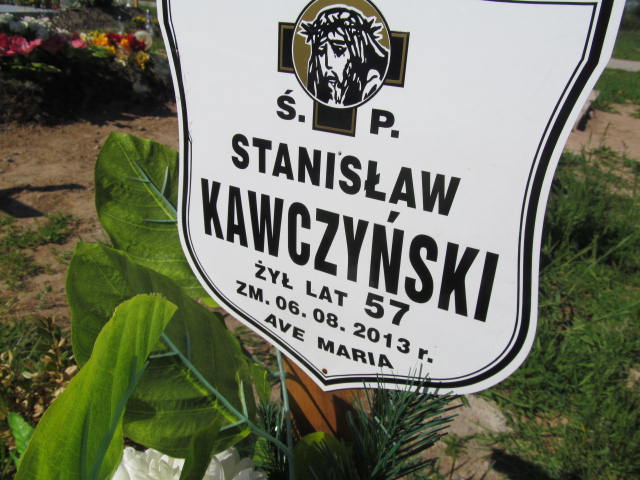 Ś. P.
STANISŁAW
KAWCZYŃSKI
ŻYŁ LAT 57
ZM. 06. 08. 2013 r.
AVE MARIA